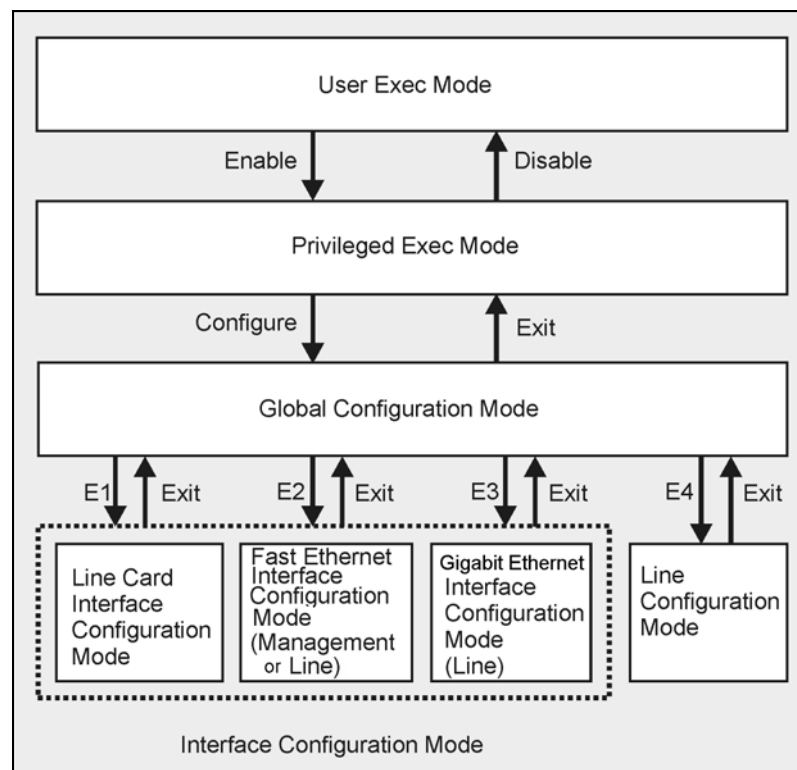 User Exec Mode
Enable
Disable
Privileged Exec Mode
Configure
Exit
Global Configuration Mode
E1
Exit
E2
Exit
E3
Exit
E4
Exit
Line Card
Interface
Configuration
Mode
Fast Ethernet
Interface
Configuration
Mode
(Management
or Line)
Gigabit Ethernet
Interface
Configuration
Mode
(Line)
Line
Configuration
Mode
Interface Configuration Mode